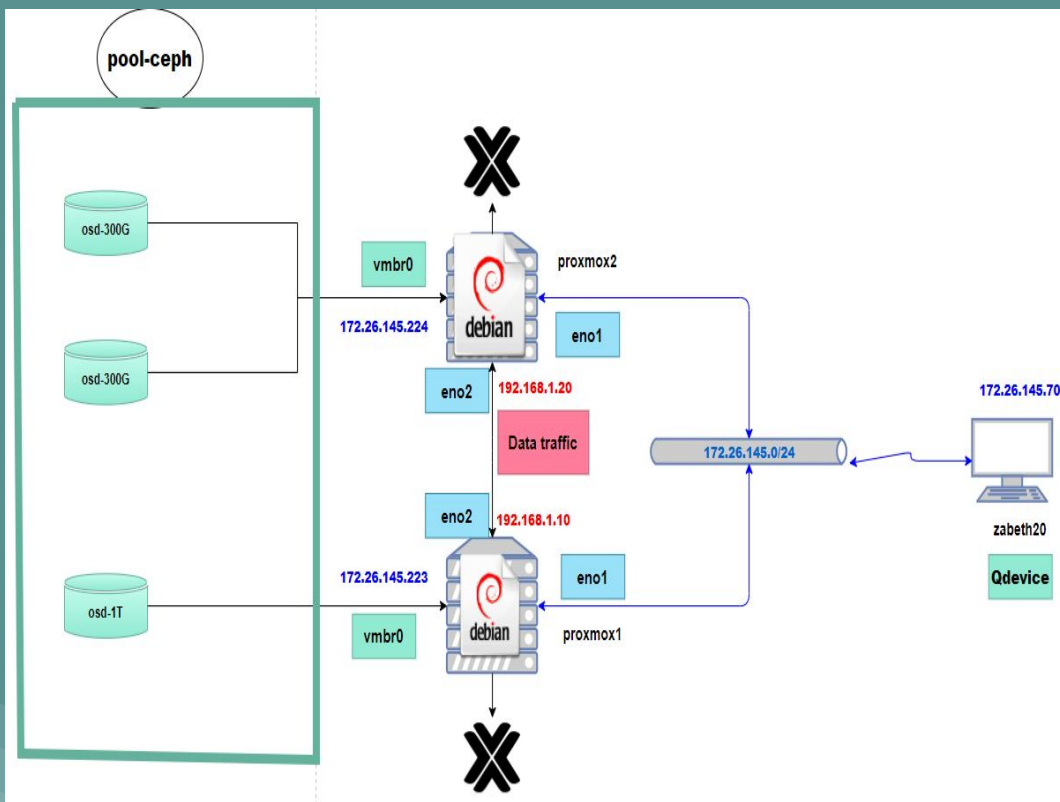 pool-ceph
osd-300G
osd-300G
osd-1T
vmbr0
172.26.145.224
debian
proxmox2
eno1
eno2
192.168.1.20
Data traffic
eno2
192.168.1.10
172.26.145.223
vmbr0
debian
eno1
proxmox1
172.26.145.0/24
172.26.145.70
zabeth20
Qdevice